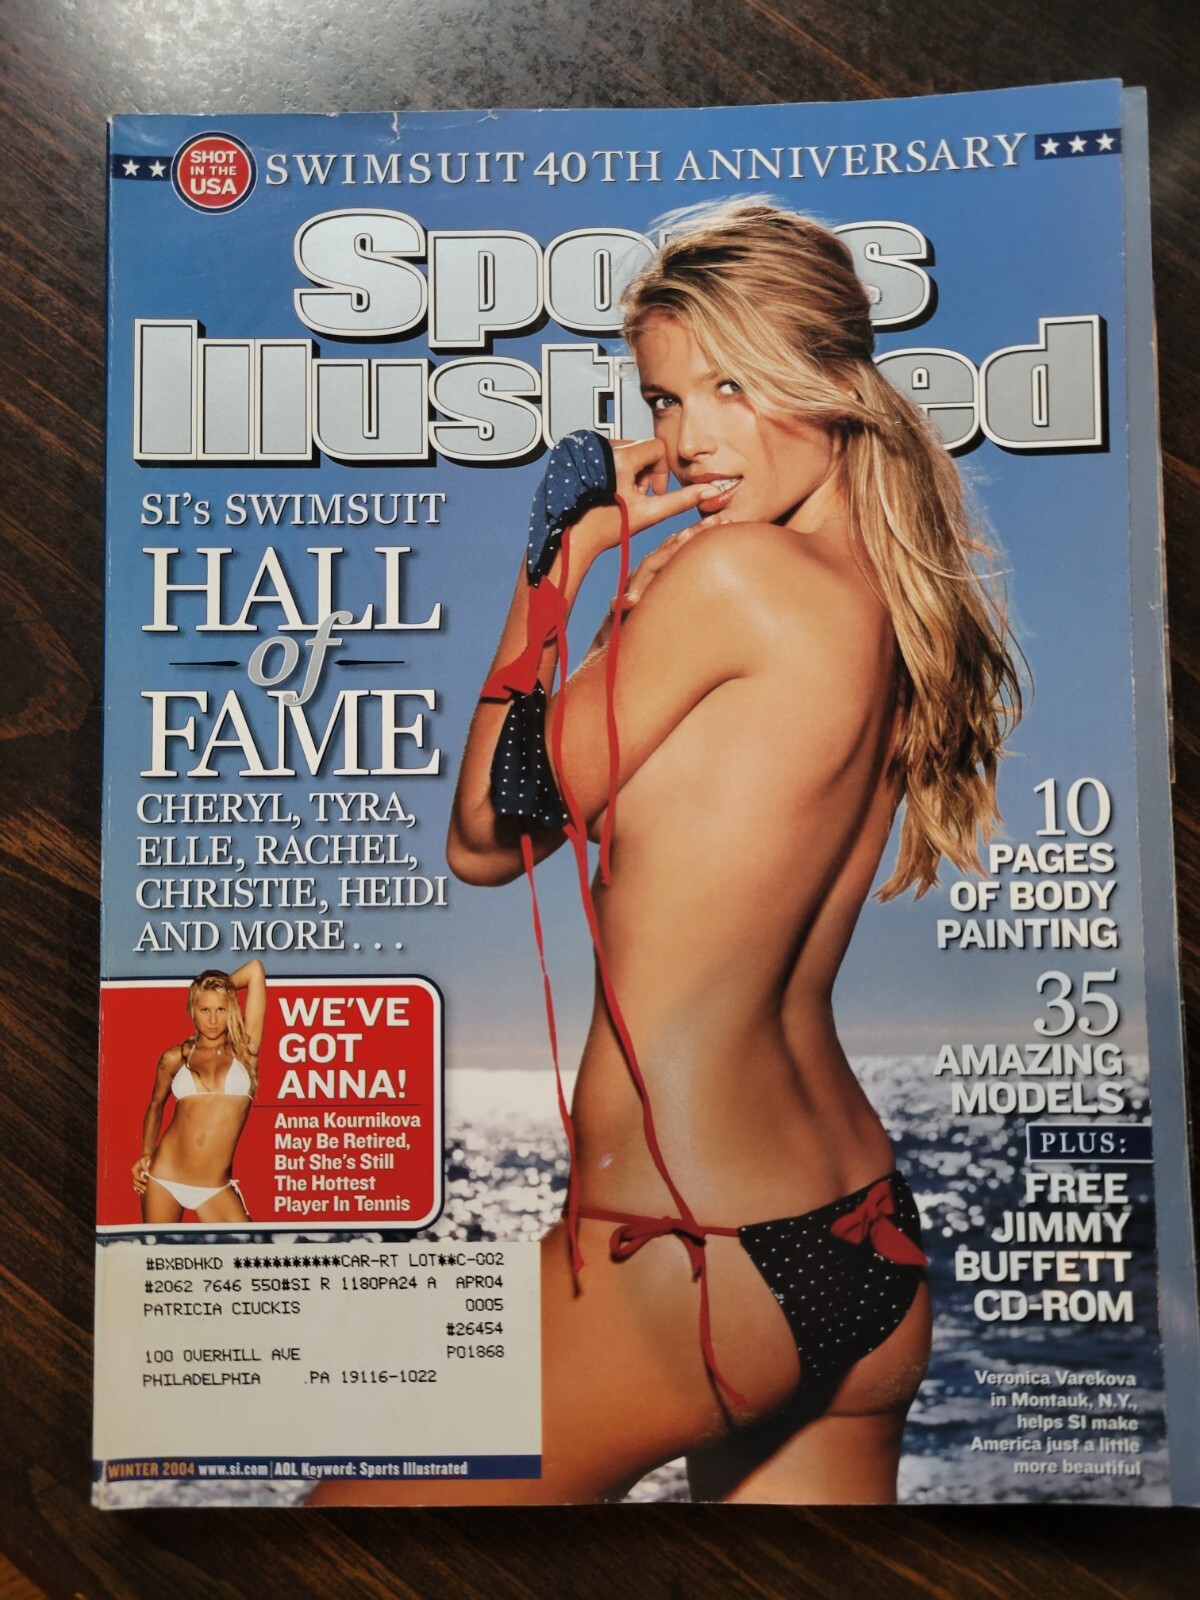 SHOT
IN THE
USA
SWIMSUIT 40TH ANNIVERSARY
Sports
Illustrated
SI's SWIMSUIT
HALL
of
FAME
CHERYL, TYRA,
ELLE, RACHEL,
CHRISTIE, HEIDI
AND MORE...
WE'VE
GOT
ANNA!
Anna Kournikova
May Be Retired,
But She's Still
The Hottest
Player In Tennis
10
PAGES
OF BODY
PAINTING
35
AMAZING
MODELS
PLUS:
FREE
JIMMY
BUFFETT
CD-ROM
Veronica Varekova
in Montauk, N.Y.,
helps SI make
America just a little
more beautiful
#BXBDHKD ***********CAR-RT LOT**C-002
#2062 7646 550#SI R 1180PA24 A APR04
PATRICIA CIUCKIS 0005
#26454
100 OVERHILL AVE P01868
PHILADELPHIA .PA 19116-1022
WINTER 2004 www.si.com | AOL Keyword: Sports Illustrated